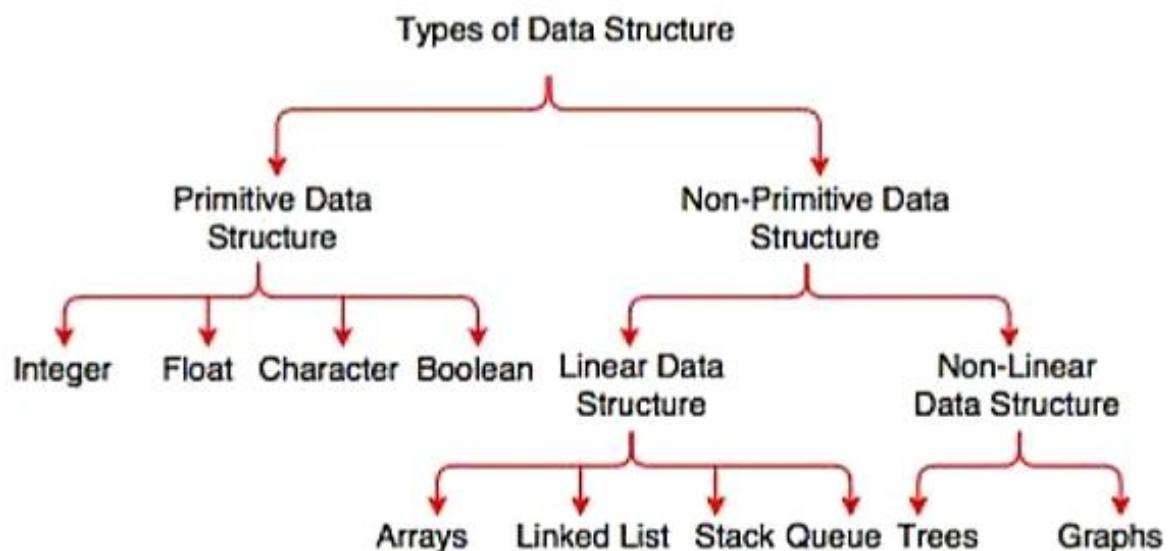 Types of Data Structure
Primitive Data
Structure
Non-Primitive Data
Structure
Integer
Float
Character
Boolean
Linear Data
Structure
Non-Linear
Data Structure
Arrays
Linked List
Stack
Queue
Trees
Graphs